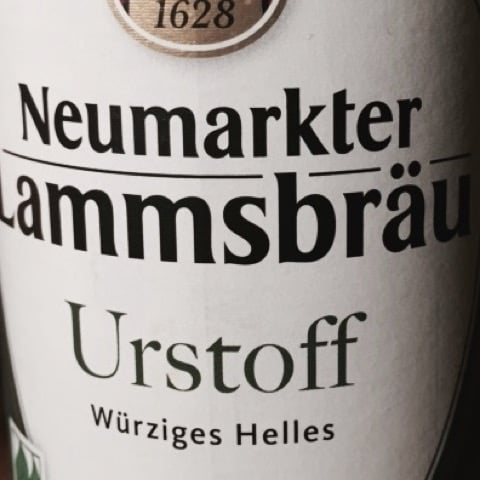 1628
Neumarkter
Lammsbräu
Urstoff
Würziges Helles